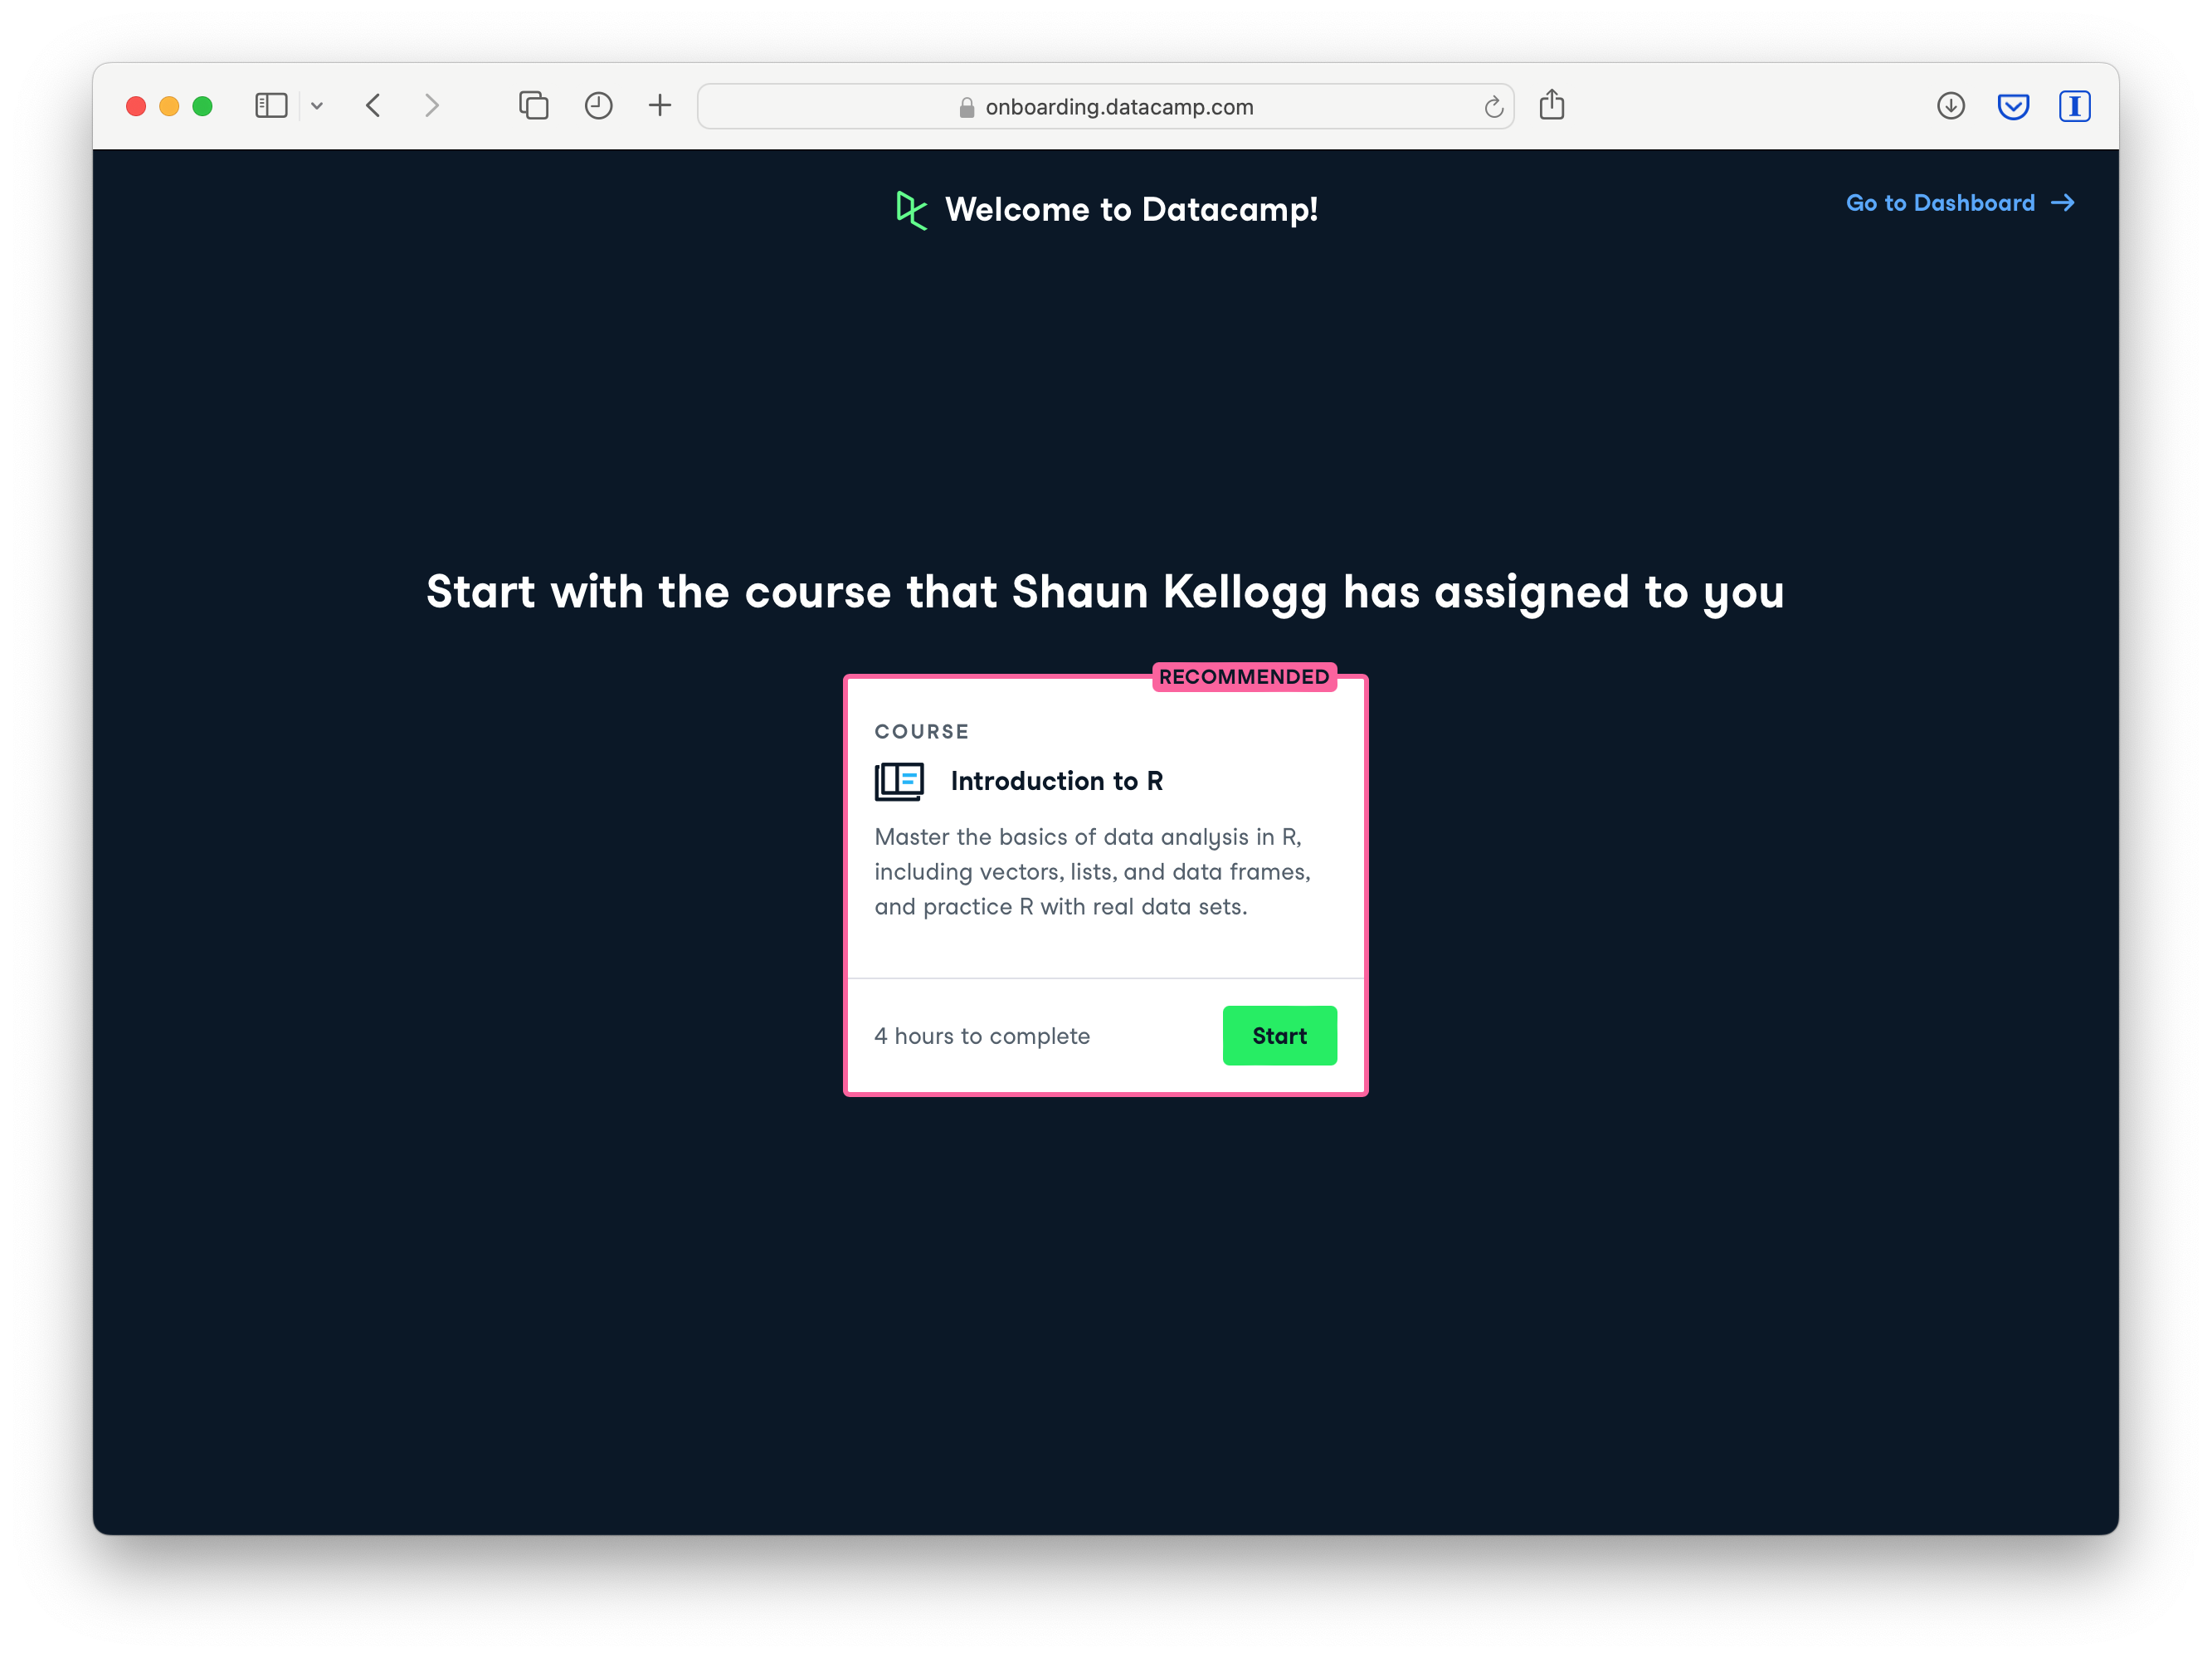 onboarding.datacamp.com
Welcome to Datacamp!
Go to Dashboard
Start with the course that Shaun Kellogg has assigned to you
RECOMMENDED
COURSE
Introduction to R
Master the basics of data analysis in R,
including vectors, lists, and data frames,
and practice R with real data sets.
4 hours to complete
Start